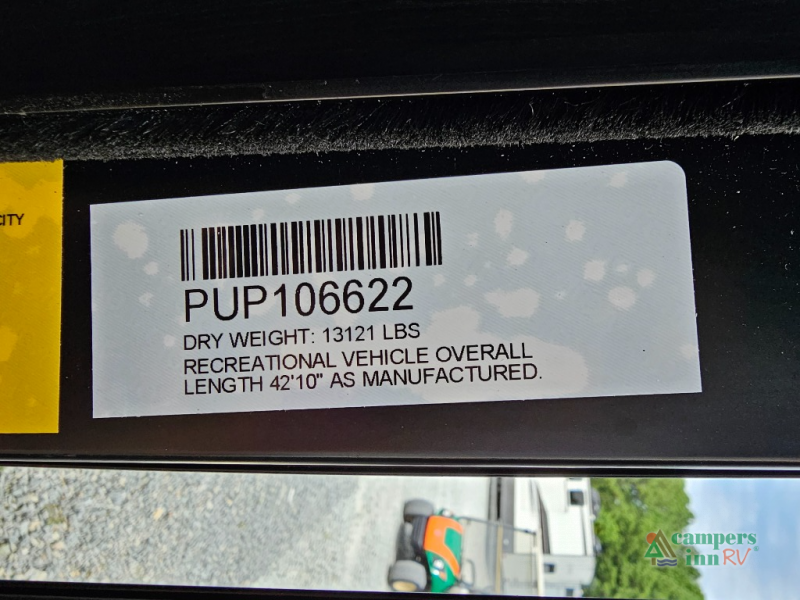 CITY
PUP106622
DRY WEIGHT: 13121 LBS
RECREATIONAL VEHICLE OVERALL
LENGTH 42'10" AS MANUFACTURED.
campers
inn RV